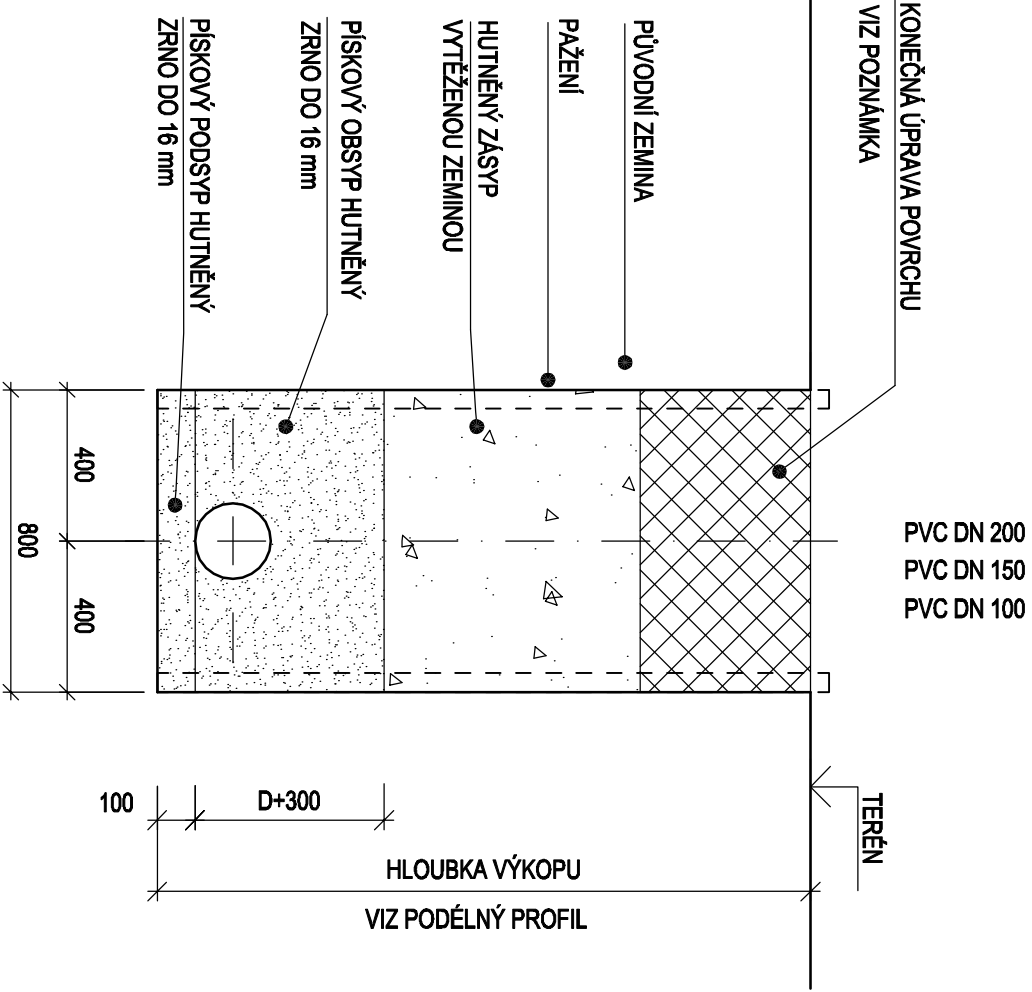 KONEČNÁ ÚPRAVA POVRCHU
VIZ POZNÁMKA
PŮVODNÍ ZEMINA
PAŽENÍ
HUTNĚNÝ ZÁSYP
VYTĚŽENOU ZEMINOU
PÍSKOVÝ OBSYP HUTNĚNÝ
ZRNO DO 16 mm
PÍSKOVÝ PODSYP HUTNĚNÝ
ZRNO DO 16 mm
PVC DN 200
PVC DN 150
PVC DN 100
400
400
800
TERÉN
100
D+300
HLOUBKA VÝKOPU
VIZ PODÉLNÝ PROFIL